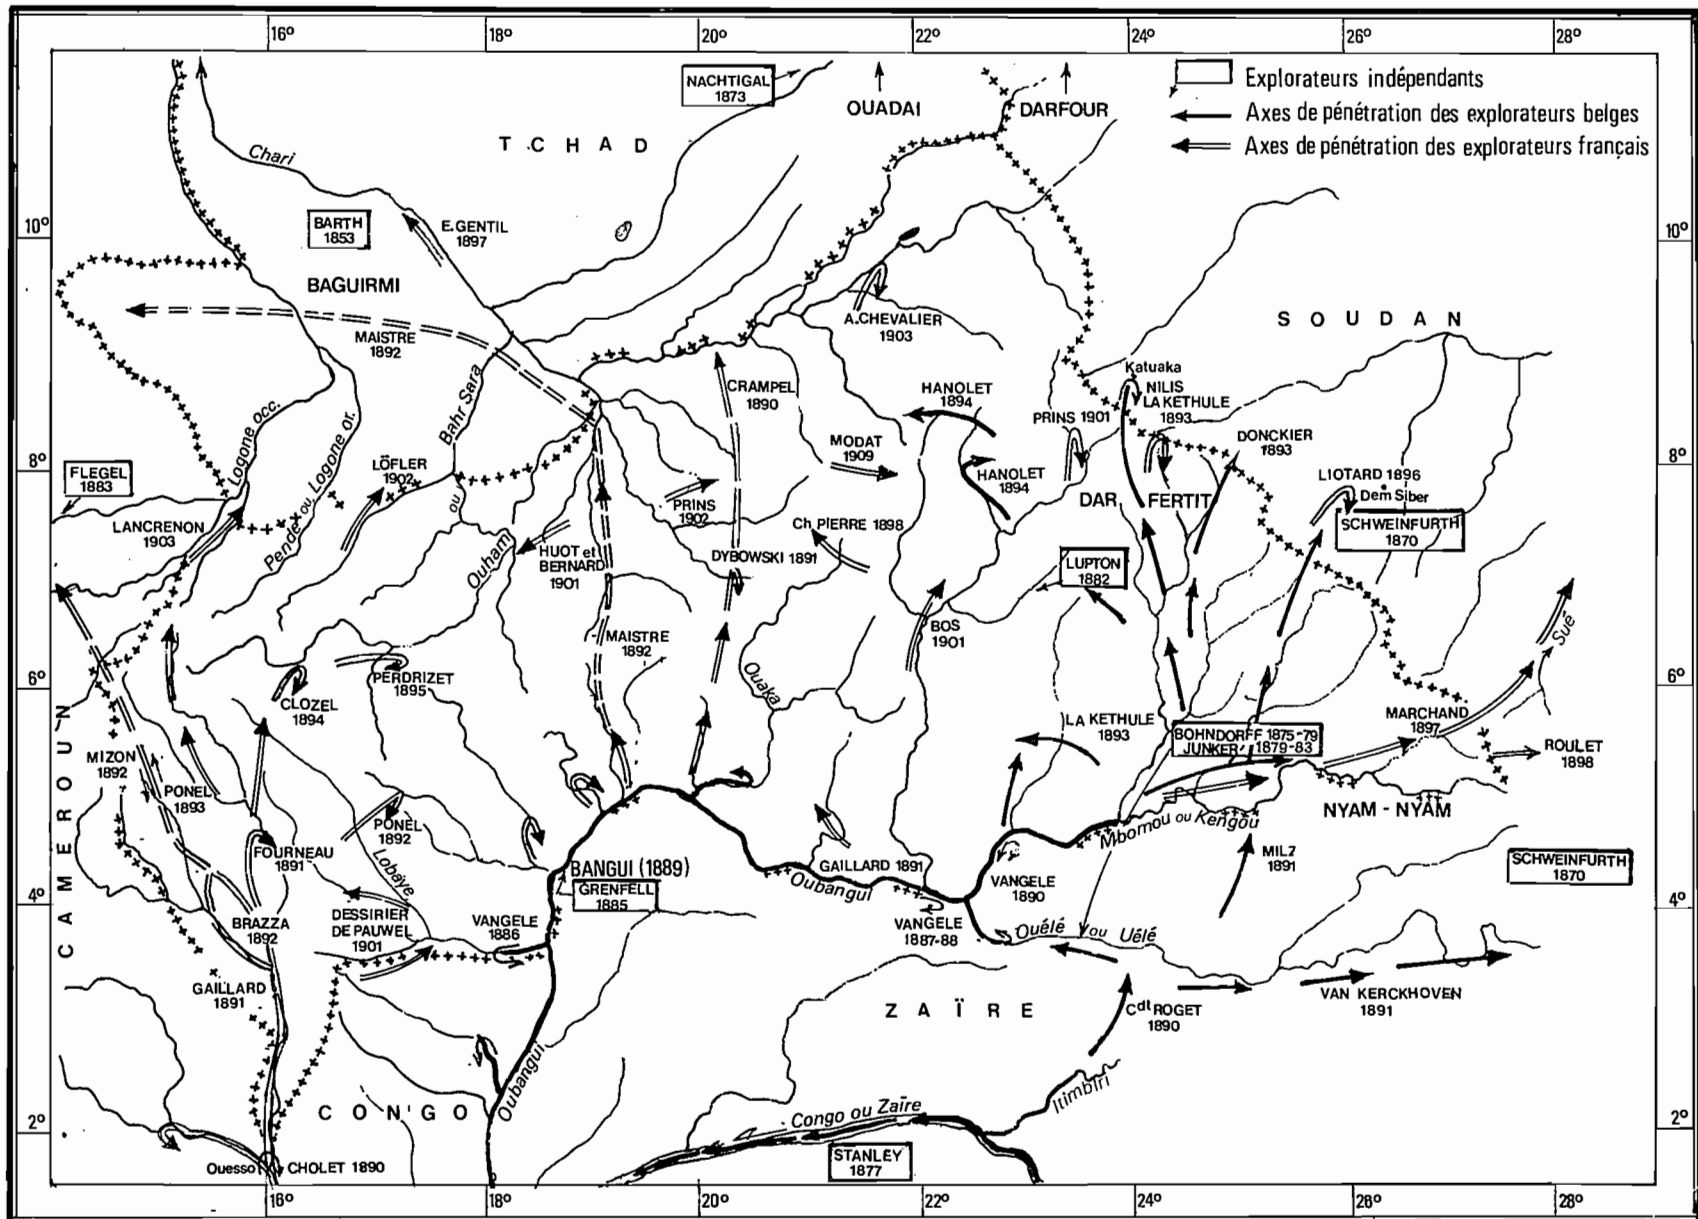 16° 18° 20° 22° 24° 26° 28°
NACHTIGAL
1873
OUADAI
DARFOUR
Explorateurs indépendants
Axes de pénétration des explorateurs belges
Axes de pénétration des explorateurs français
TCHAD
Chari
10°
BARTH
1853
E. GENTIL
1897
10°
BAGUIRMI
MAISTRE
1892
A. CHEVALIER
1903
SOUDAN
Bahr Sara
CRAMPEL
1890
HANOLET
1894
Katuaka
NILIS
LA KETHULE
1893
PRINS 1901
DONCKIER
1893
MODAT
1909
HANOLET
1894
Logone occ.
Pende ou Logone or.
8°
FLEGEL
1883
LÖFLER
1902
ou
8°
LIOTARD 1896
Dem Siber
DAR FERTIT
SCHWEINFURTH
1870
LANCRENON
1903
PRINS
1902
Ch. PIERRE 1898
Ouham
HUOT et
BERNARD
1901
DYBOWSKI 1891
LUPTON
1882
MAISTRE
1892
BOS
1901
Sué
6°
PERDRIZET
1895
CLOZEL
1894
Ouaka
6°
CAMEROUN
LA KETHULE
1893
BOHNDORFF 1875-79
JUNKER 1879-83
MARCHAND
1897
ROULET
1898
MIZON
1892
PONEL
1893
PONEL
1892
NYAM-NYAM
Mbomou ou Kengou
FOURNEAU
1891
Lobaye
BANGUI (1889)
GRENFELL
1885
GAILLARD 1891
Oubangui
VANGELE
1890
MILZ
1891
SCHWEINFURTH
1870
4°
BRAZZA
1892
DESSIRIER
DE PAUWEL
1901
VANGELE
1886
VANGELE
1887-88
Ouélé ou Uélé
4°
GAILLARD
1891
ZAÏRE
Cdt ROGET
1890
VAN KERCKHOVEN
1891
Oubangui
Itimbiri
2°
CONGO
Congo ou Zaïre
2°
STANLEY
1877
Ouesso
CHOLET 1890
16° 18° 20° 22° 24° 26° 28°